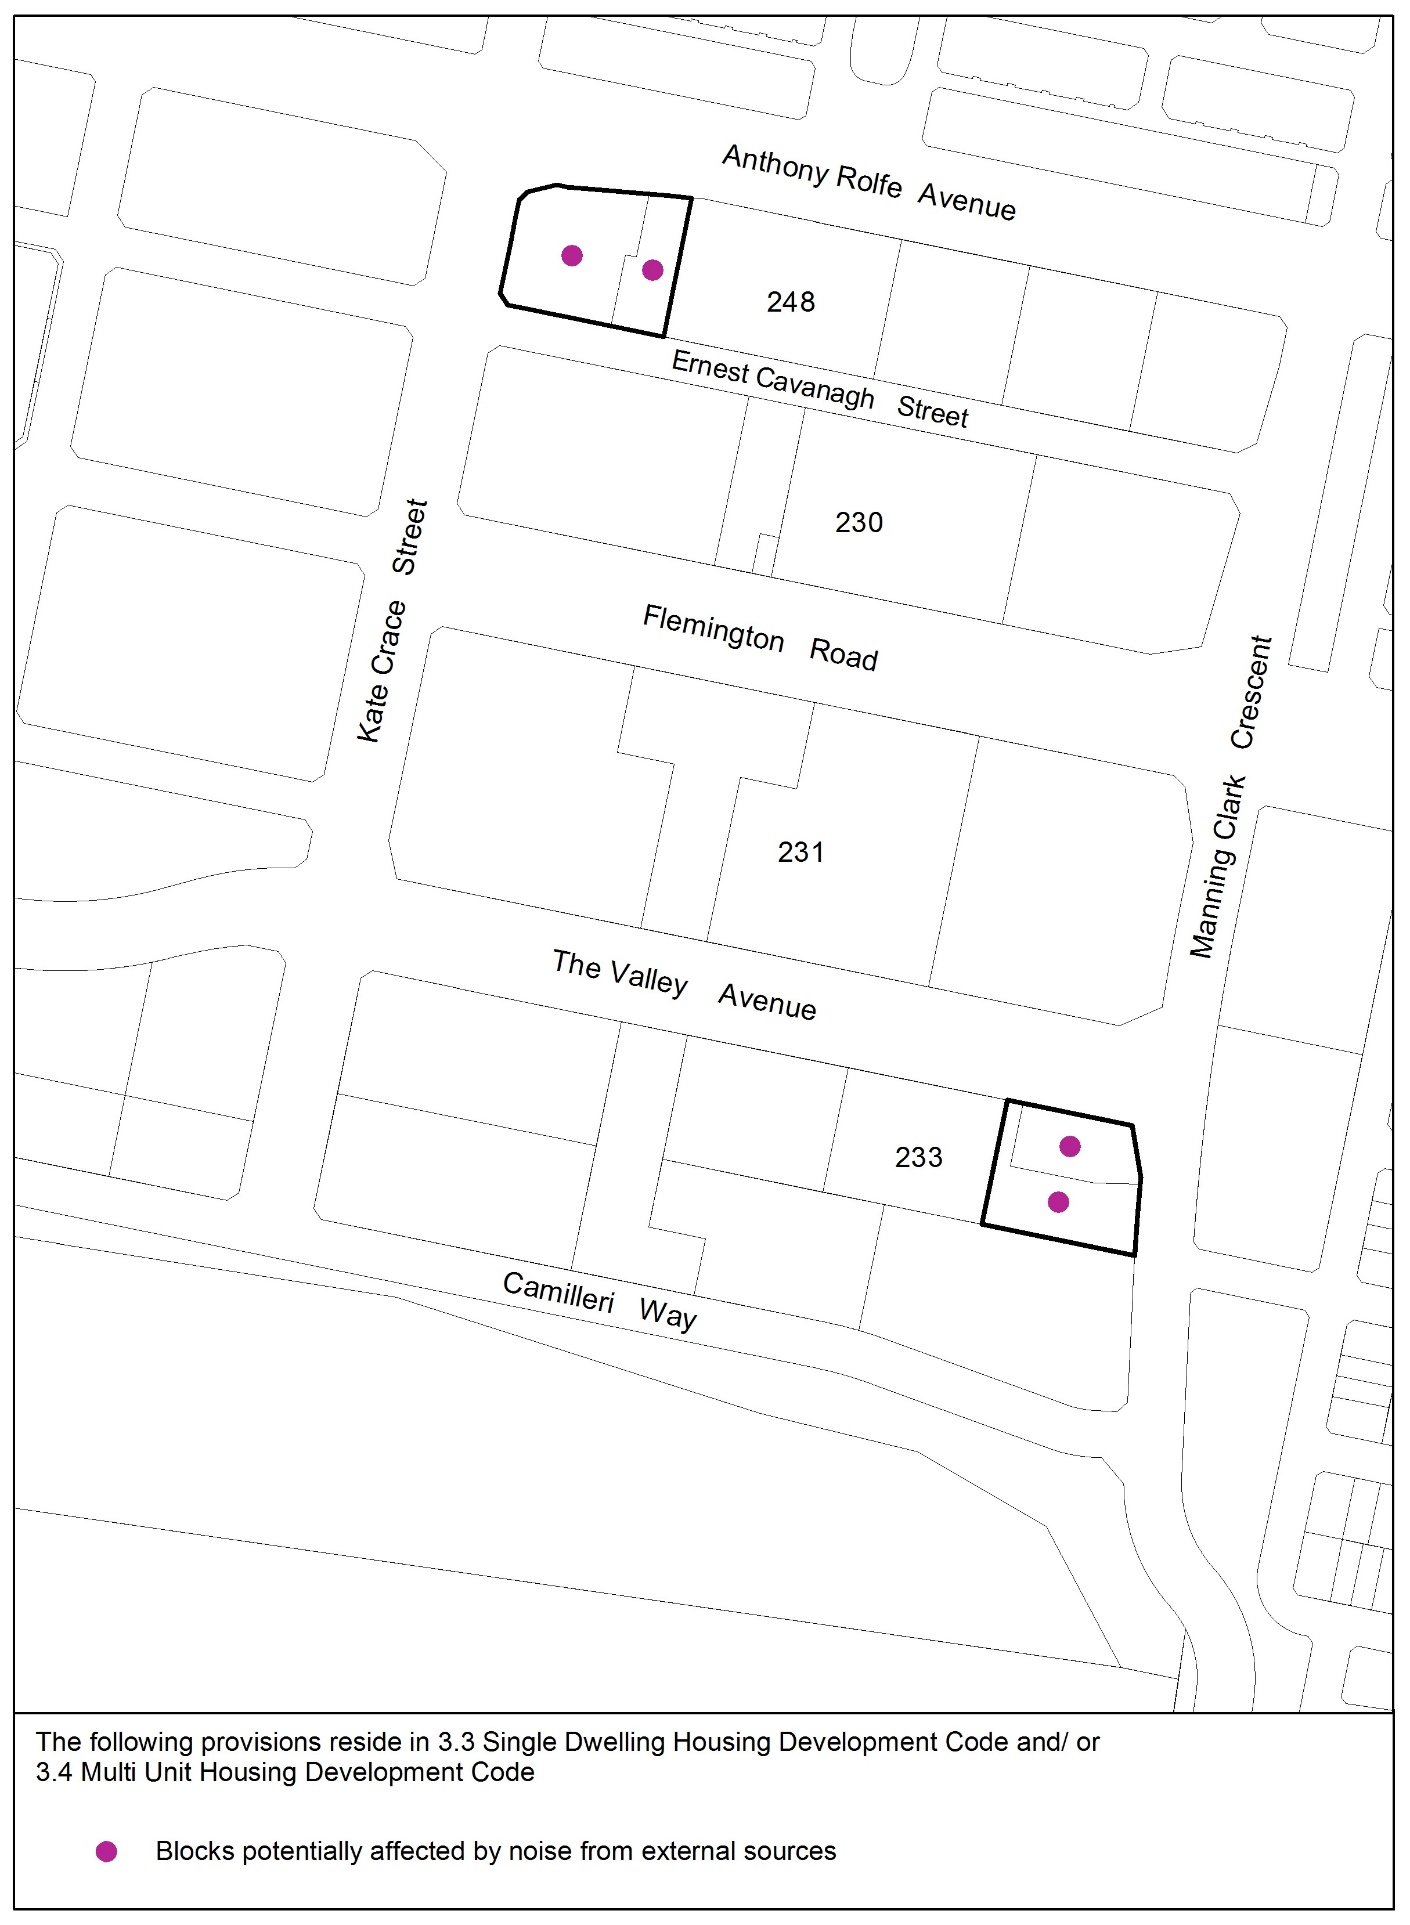 Anthony Rolfe Avenue
248
Ernest Cavanagh Street
230
Kate Crace Street
Flemington Road
Manning Clark Crescent
231
The Valley Avenue
233
Camilleri Way
The following provisions reside in 3.3 Single Dwelling Housing Development Code and/ or
3.4 Multi Unit Housing Development Code
Blocks potentially affected by noise from external sources